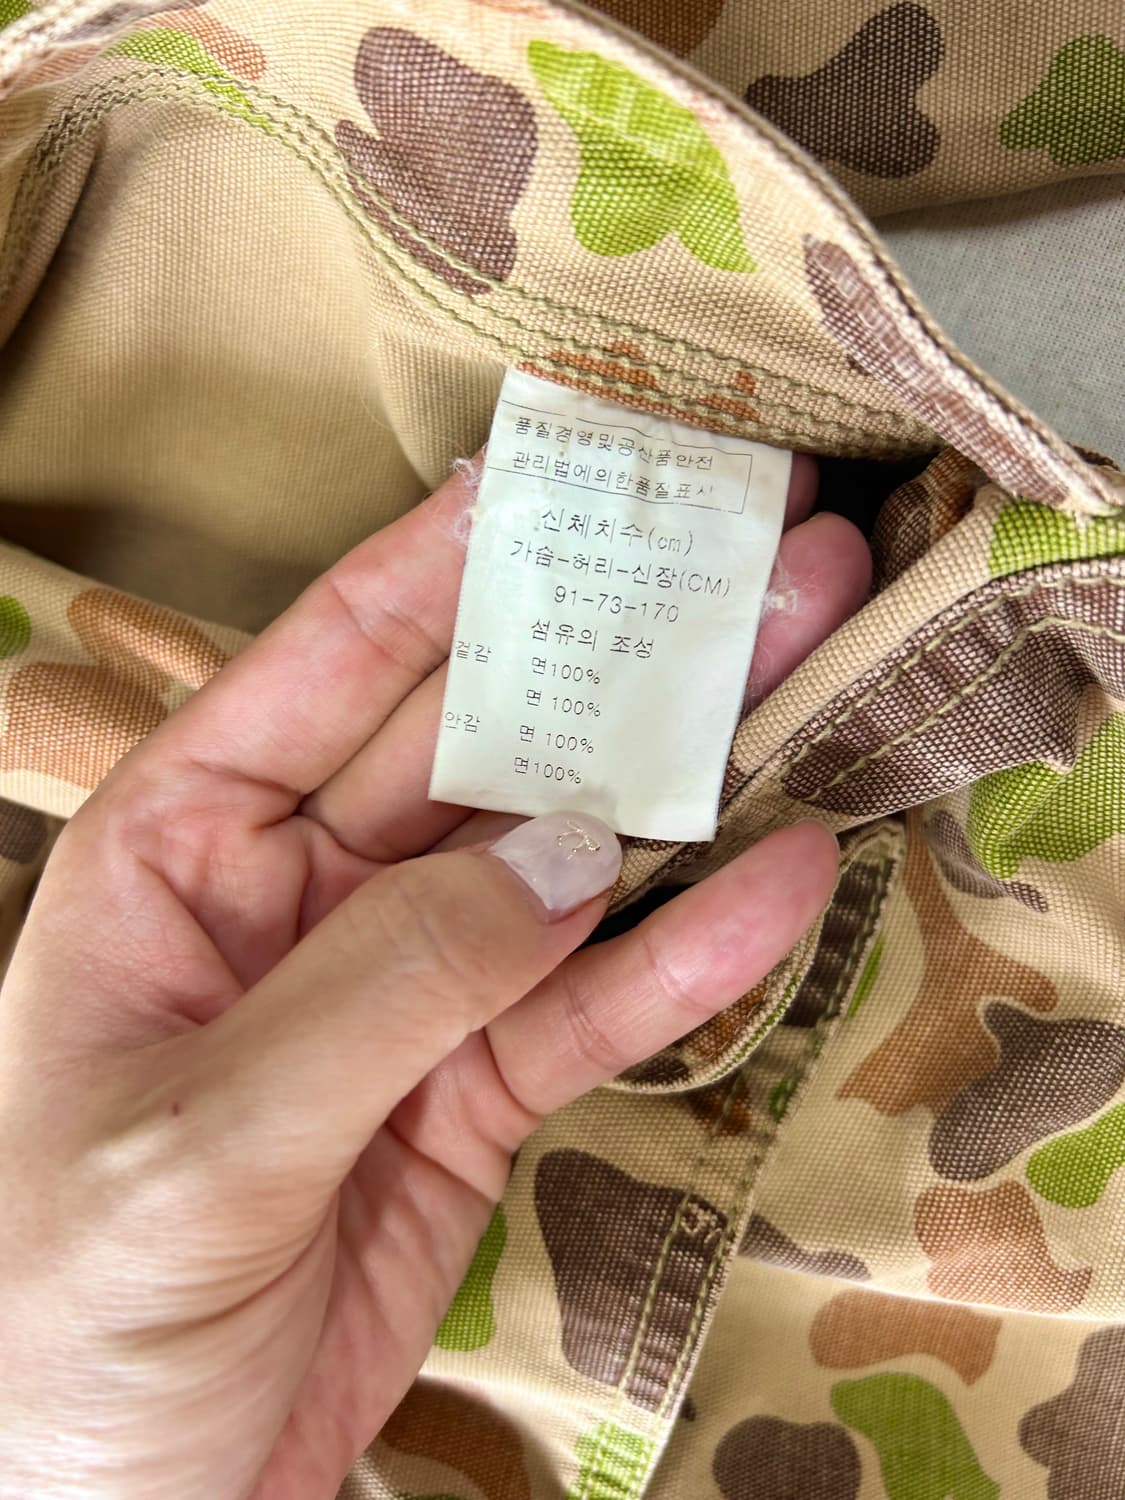 품질경영및공산품안전
관리법에의한품질표시
신체치수(cm)
가슴-허리-신장(CM)
91-73-170
섬유의 조성
겉감 면100%
면 100%
안감 면 100%
면100%